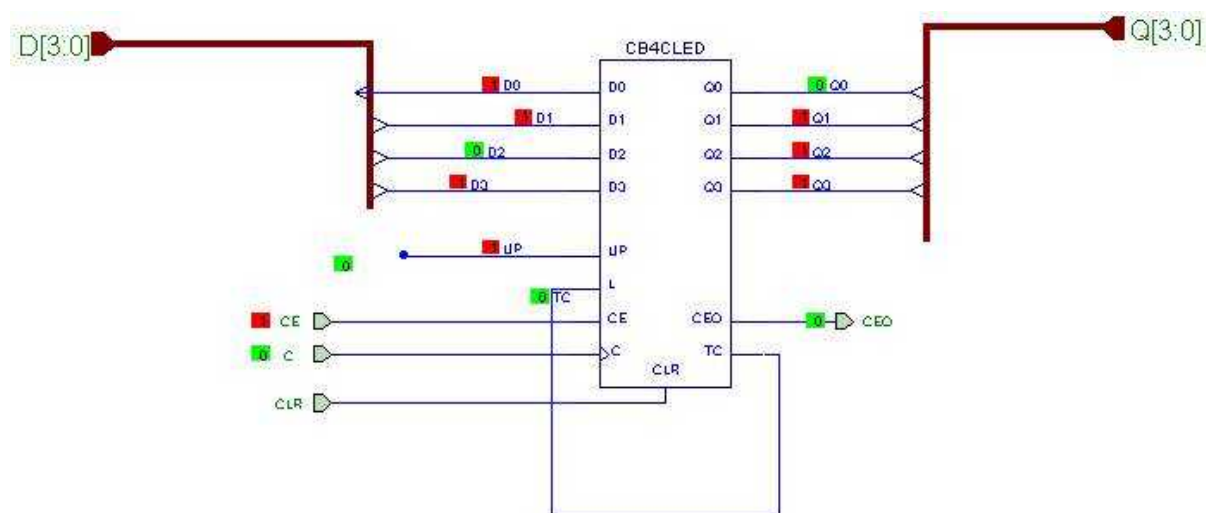 D[3:0]
Q[3:0]
CB4CLED
1 D0
D0
Q0
0 Q0
1 D1
D1
Q1
1 Q1
0 D2
D2
Q2
1 Q2
1 D3
D3
Q3
1 Q3
1 UP
UP
0
L
0 TC
1 CE
CE
CEO
0
CEO
0 C
C
TC
CLR
CLR